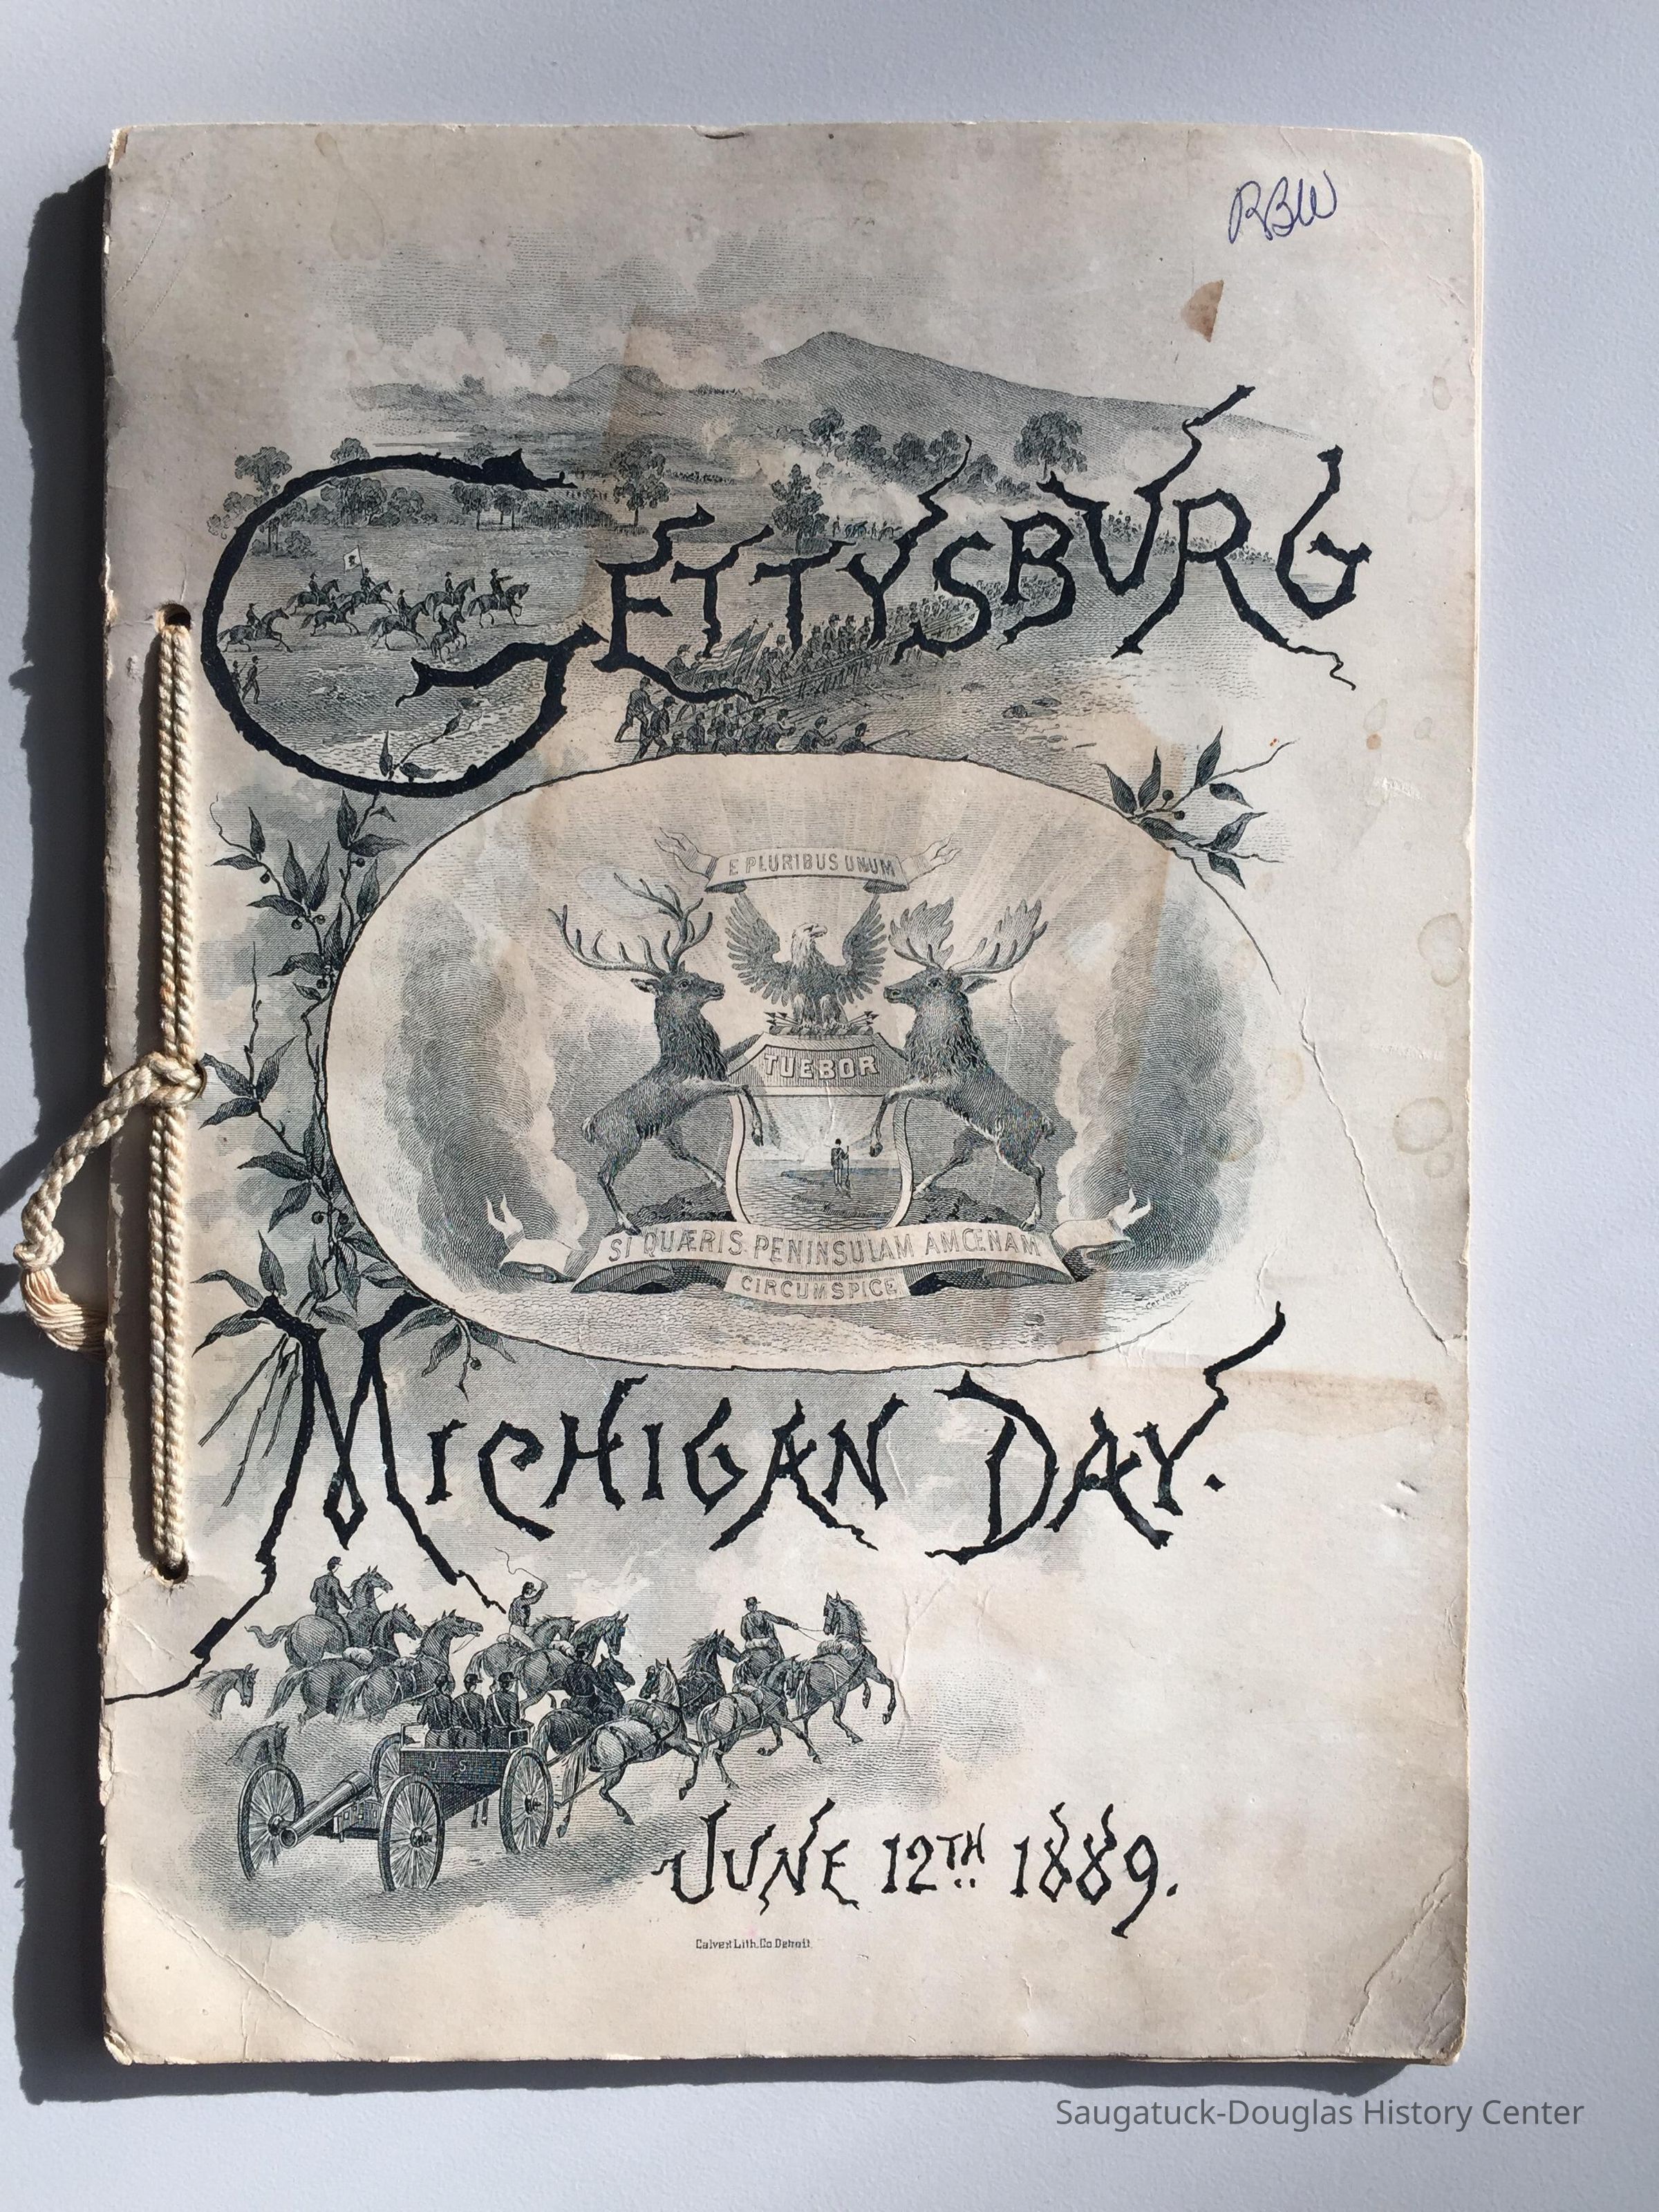 RBW
GETTYSBURG
E PLURIBUS UNUM
TUEBOR
SI QUÆRIS PENINSULAM AMŒNAM
CIRCUMSPICE
MICHIGAN DAY.
U S
JUNE 12TH 1889.
Calvert Lith. Co. Detroit.
Saugatuck-Douglas History Center